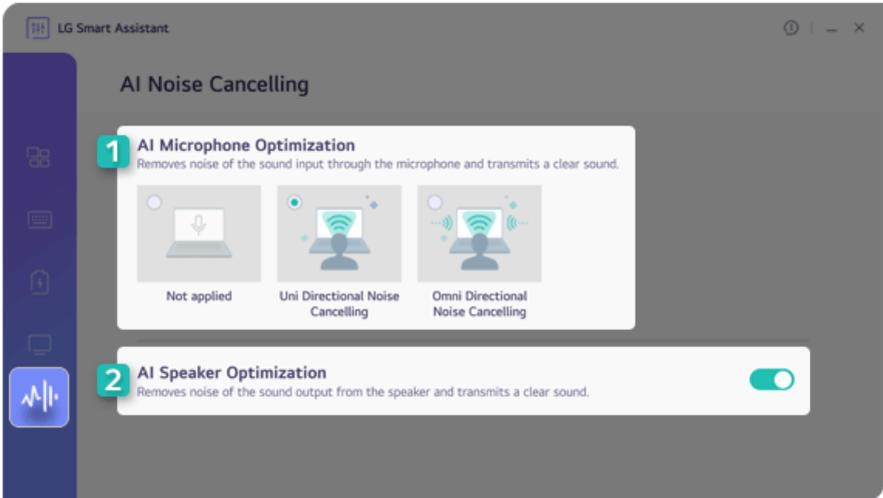 LG Smart Assistant
AI Noise Cancelling
1
AI Microphone Optimization
Removes noise of the sound input through the microphone and transmits a clear sound.
Not applied
Uni Directional Noise
Cancelling
Omni Directional
Noise Cancelling
2
AI Speaker Optimization
Removes noise of the sound output from the speaker and transmits a clear sound.